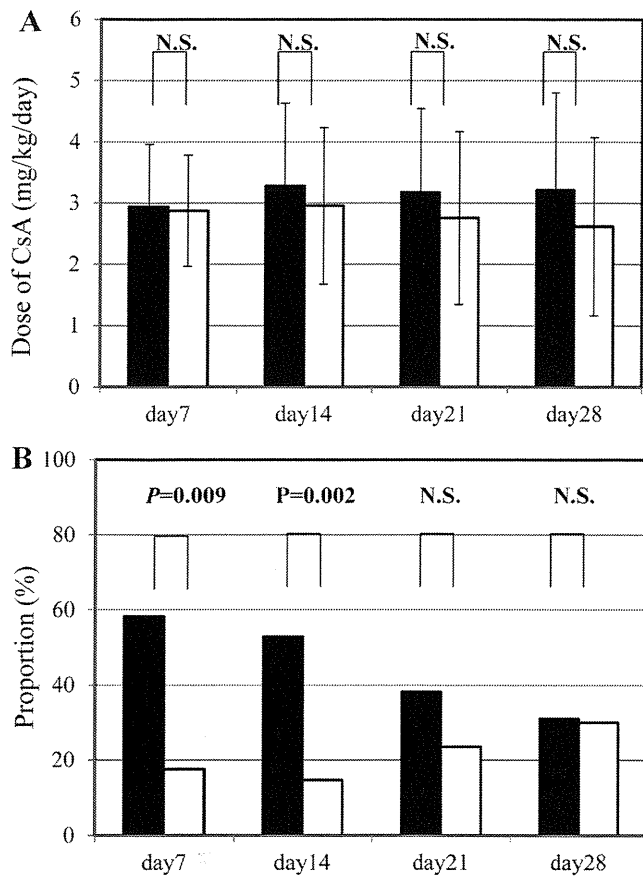 A
Dose of CsA (mg/kg/day)
6
5
4
3
2
1
0
N.S. N.S. N.S. N.S.
day7 day14 day21 day28
B
Proportion (%)
100
80
60
40
20
0
P=0.009 P=0.002 N.S. N.S.
day7 day14 day21 day28